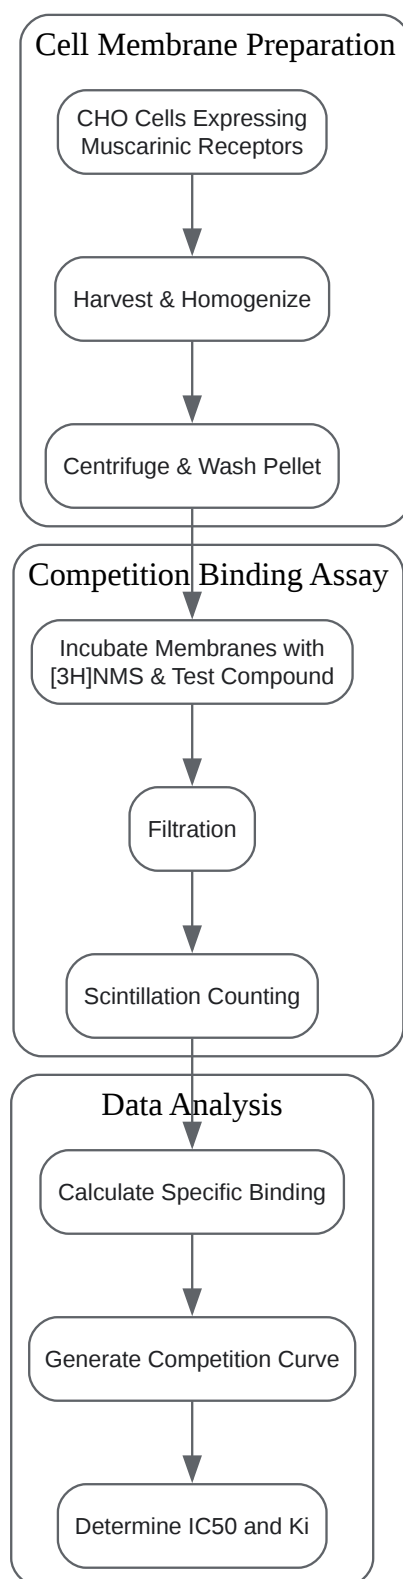 Cell Membrane Preparation
CHO Cells Expressing
Muscarinic Receptors
Harvest & Homogenize
Centrifuge & Wash Pellet
Competition Binding Assay
Incubate Membranes with
[3H]NMS & Test Compound
Filtration
Scintillation Counting
Data Analysis
Calculate Specific Binding
Generate Competition Curve
Determine IC50 and Ki